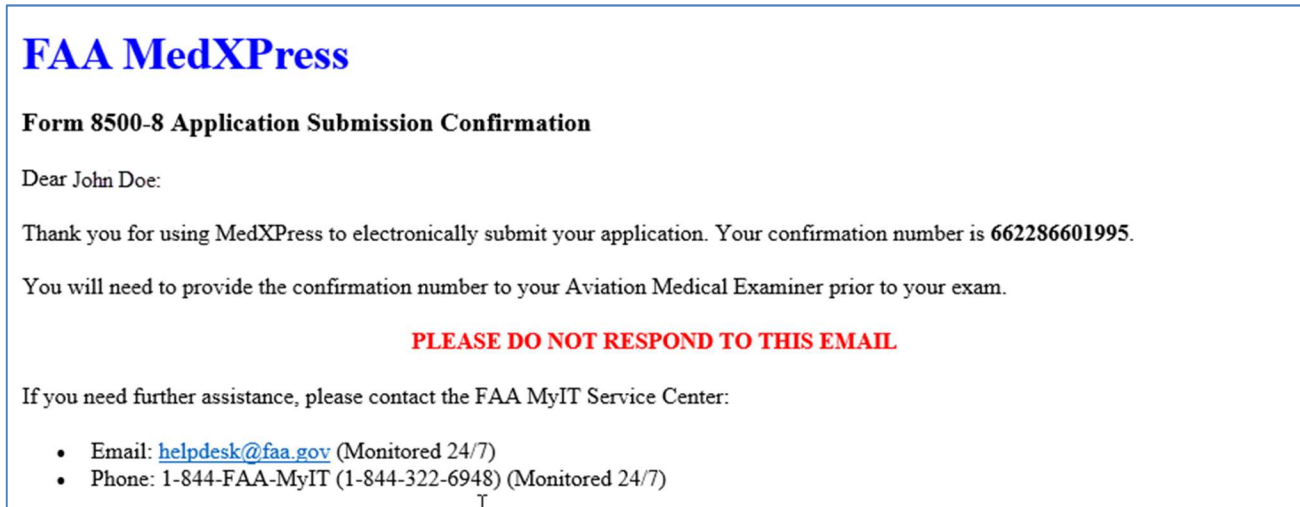 FAA MedXPress
Form 8500-8 Application Submission Confirmation
Dear John Doe:
Thank you for using MedXPress to electronically submit your application. Your confirmation number is 662286601995.
You will need to provide the confirmation number to your Aviation Medical Examiner prior to your exam.
PLEASE DO NOT RESPOND TO THIS EMAIL
If you need further assistance, please contact the FAA MyIT Service Center:
• Email: helpdesk@faa.gov (Monitored 24/7)
• Phone: 1-844-FAA-MyIT (1-844-322-6948) (Monitored 24/7)